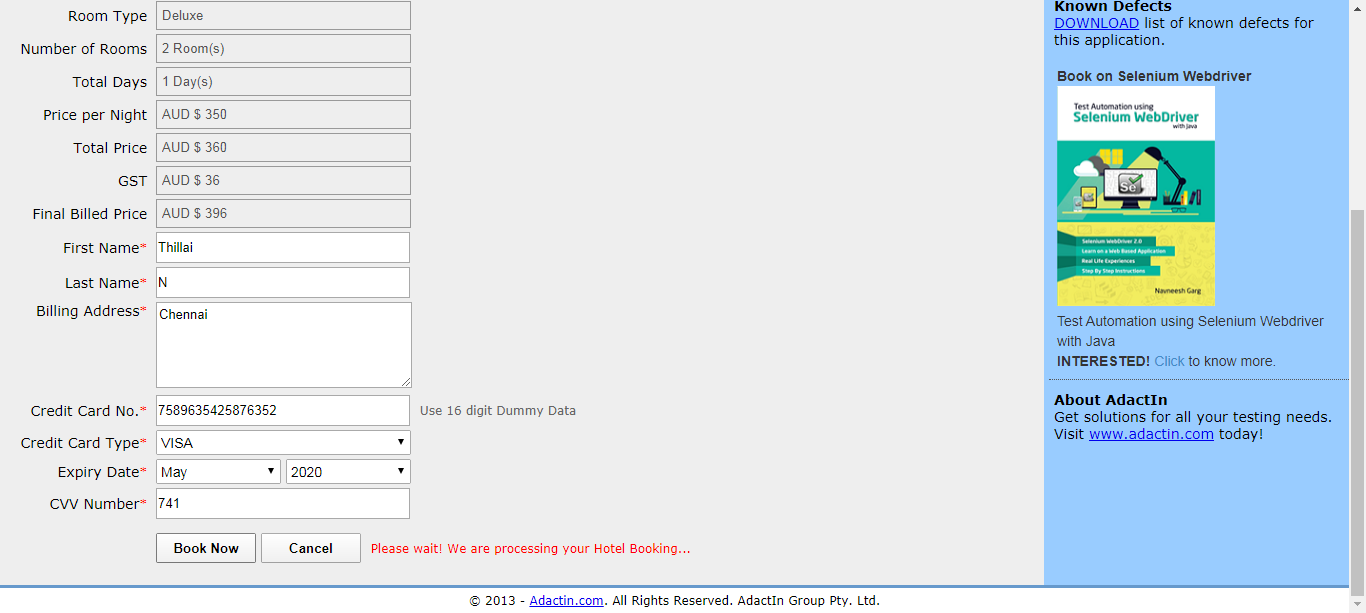 Room Type Deluxe
Number of Rooms 2 Room(s)
Total Days 1 Day(s)
Price per Night AUD $ 350
Total Price AUD $ 360
GST AUD $ 36
Final Billed Price AUD $ 396
First Name* Thillai
Last Name* N
Billing Address* Chennai
Credit Card No.* 7589635425876352 Use 16 digit Dummy Data
Credit Card Type* VISA
Expiry Date* May 2020
CVV Number* 741
Book Now Cancel Please wait! We are processing your Hotel Booking...
Known Defects
DOWNLOAD list of known defects for
this application.
Book on Selenium Webdriver
Test Automation using
Selenium WebDriver
with Java
Se
Selenium WebDriver 2.0
Learn on a Web Based Application
Real Life Experiences
Step By Step Instructions
Navneesh Garg
Test Automation using Selenium Webdriver
with Java
INTERESTED! Click to know more.
About AdactIn
Get solutions for all your testing needs.
Visit www.adactin.com today!
© 2013 - Adactin.com. All Rights Reserved. AdactIn Group Pty. Ltd.